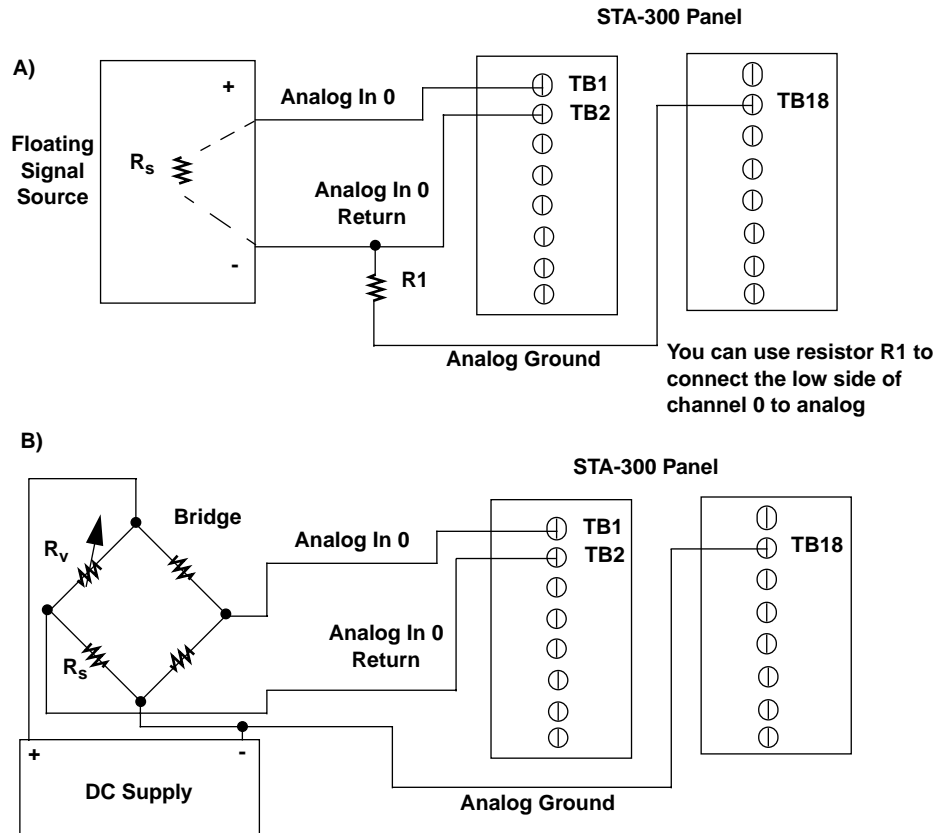 STA-300 Panel
A)
+
Analog In 0
TB1
TB2
TB18
Floating
Signal
Source
Rs
Analog In 0
Return
-
R1
Analog Ground
You can use resistor R1 to
connect the low side of
channel 0 to analog
B)
STA-300 Panel
Bridge
Rv
Analog In 0
TB1
TB2
TB18
Analog In 0
Return
Rs
+
-
DC Supply
Analog Ground